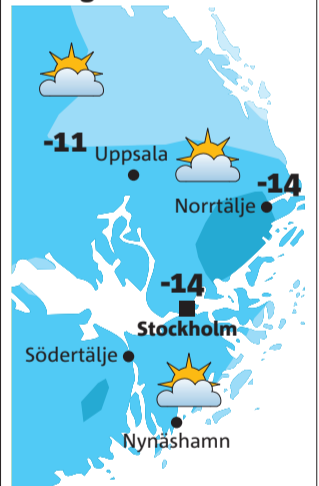 -11
Uppsala
-14
Norrtälje
-14
Stockholm
Södertälje
Nynäshamn